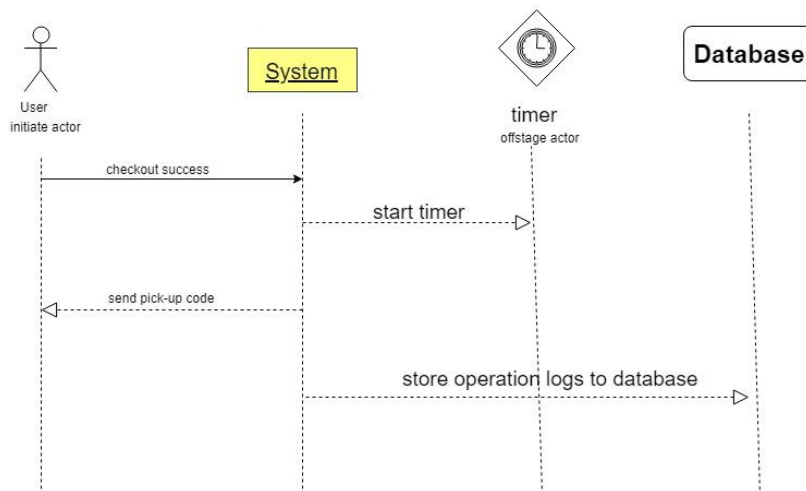 System
Database
User
initiate actor
timer
offstage actor
checkout success
start timer
send pick-up code
store operation logs to database